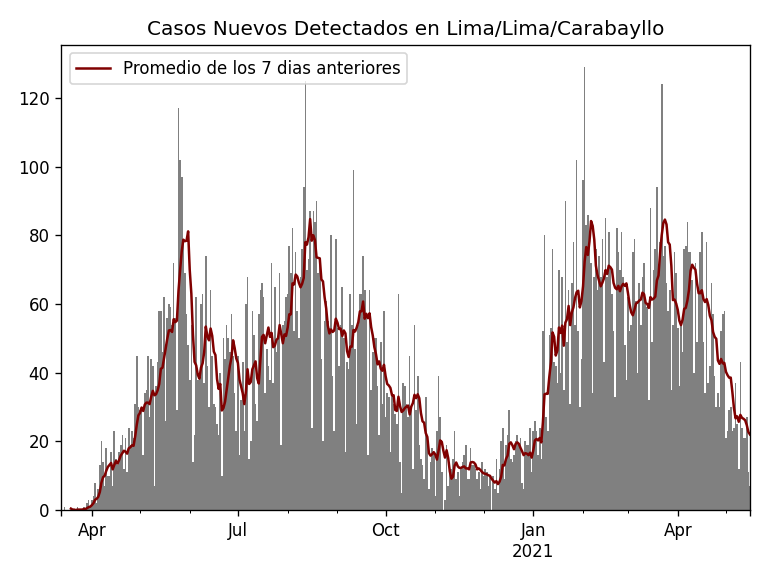 Casos Nuevos Detectados en Lima/Lima/Carabayllo
Promedio de los 7 dias anteriores
120
100
80
60
40
20
0
Apr
Jul
Oct
Jan
2021
Apr